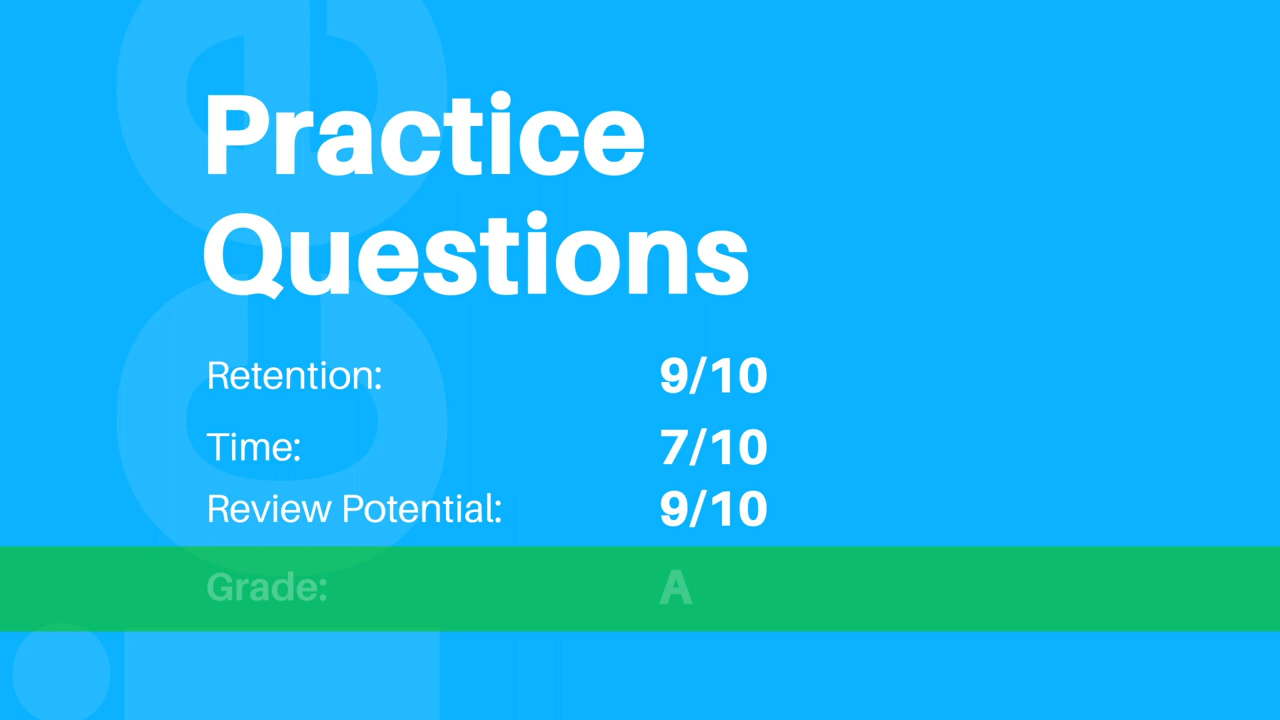 Practice
Questions
Retention: 9/10
Time: 7/10
Review Potential: 9/10
Grade: A